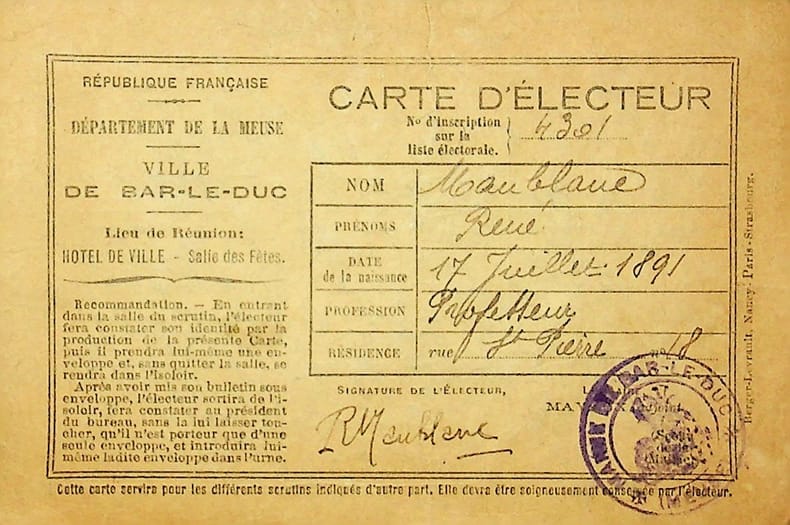 RÉPUBLIQUE FRANÇAISE
DÉPARTEMENT DE LA MEUSE
VILLE
DE BAR-LE-DUC
Lieu de Réunion:
HOTEL DE VILLE - Salle des Fêtes.
Recommandation. — En entrant
dans la salle du scrutin, l'électeur
fera constater son identité par la
production de la présente Carte,
puis il prendra lui-même une en-
veloppe et, sans quitter la salle, se
rendra dans l'isoloir.
Après avoir mis son bulletin sous
enveloppe, l'électeur sortira de l'i-
soloir, fera constater au président
du bureau, sans la lui laisser tou-
cher, qu'il n'est porteur que d'une
seule enveloppe, et introduira lui-
même ladite enveloppe dans l'urne.
CARTE D'ÉLECTEUR
No d'inscription
sur la
liste électorale.
4301
NOM Maublanc
PRÉNOMS René
DATE
de la naissance
17 Juillet 1891
PROFESSION Professeur
RÉSIDENCE rue St Pierre no 18
SIGNATURE DE L'ÉLECTEUR,
RMaublanc
MAIRIE DE BAR-LE-DUC
Cette carte servira pour les différents scrutins indiqués d'autre part. Elle devra être soigneusement conservée par l'électeur.
Berger-Levrault, Nancy-Paris-Strasbourg.